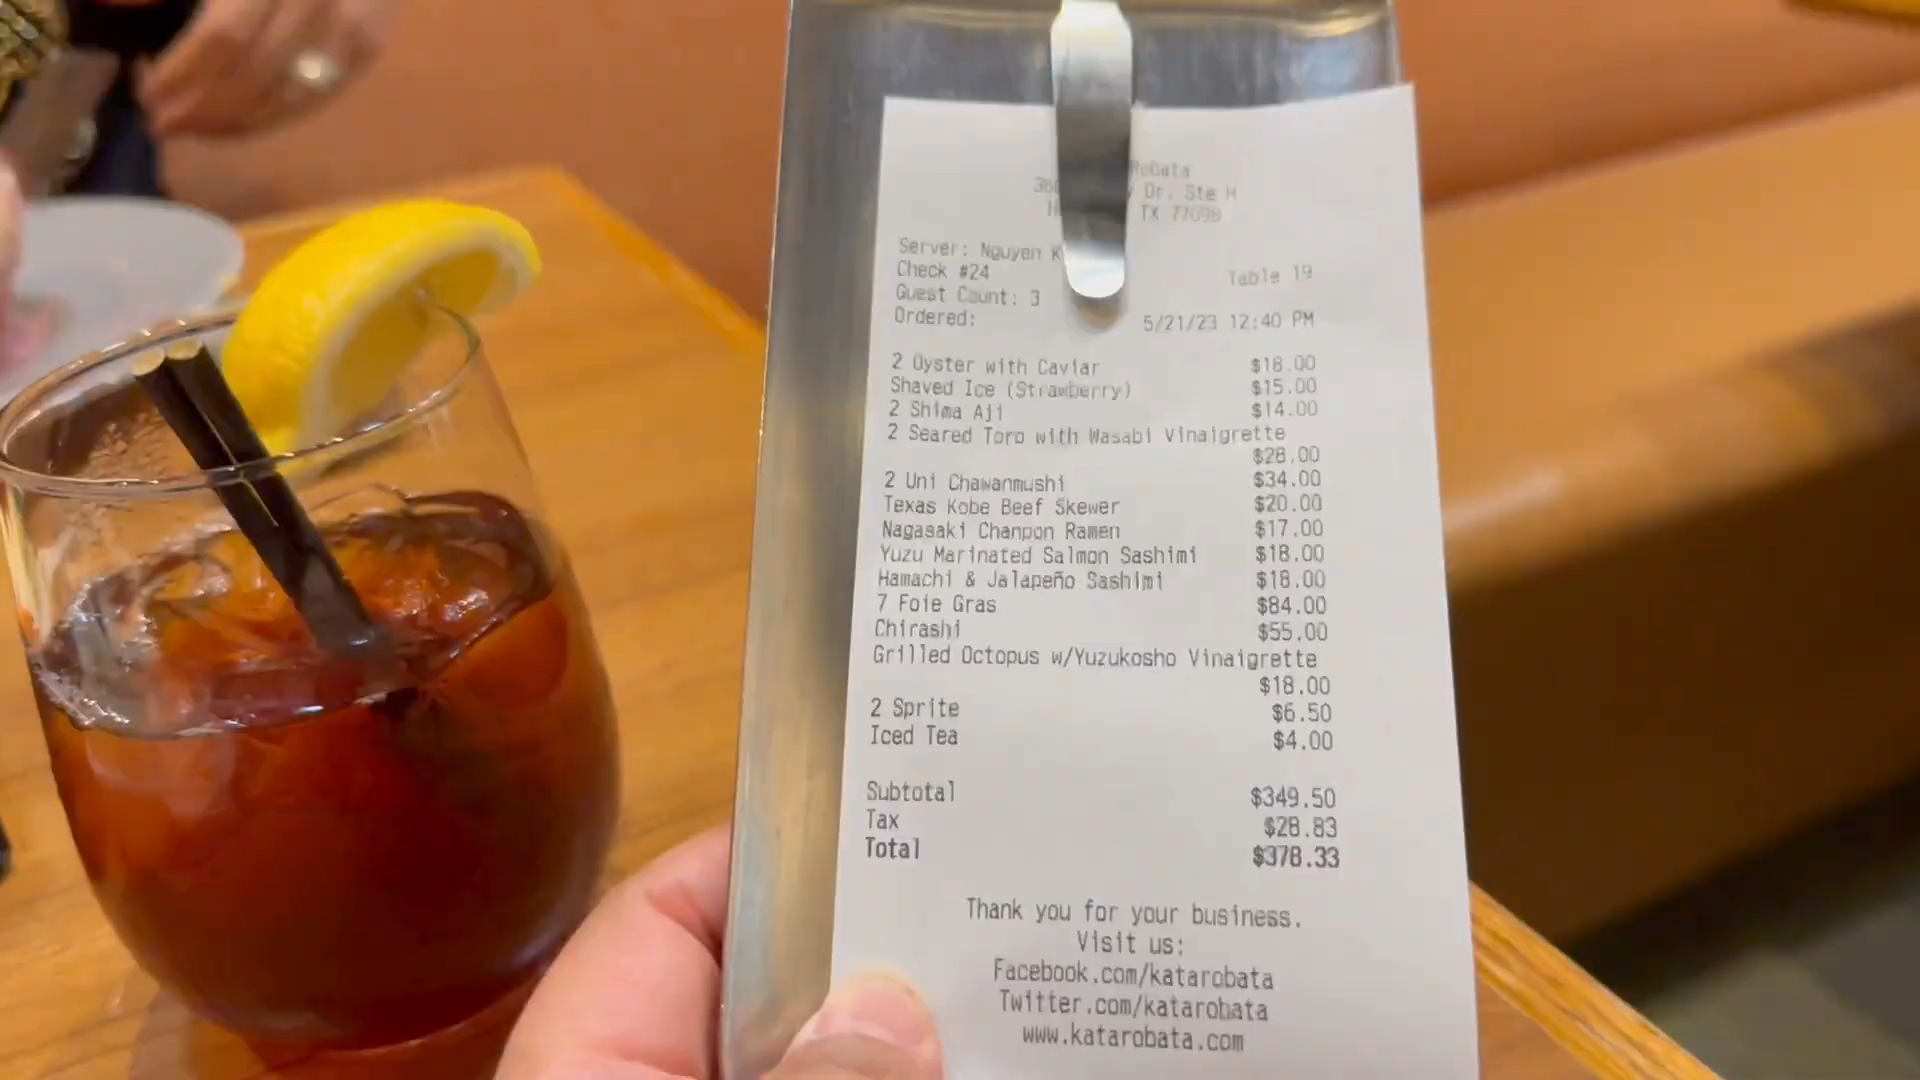 Robata
Dr. Ste H
TX 77098
Server: Nguyen K
Check #24
Table 19
Guest Count: 3
Ordered: 5/21/23 12:40 PM
2 Oyster with Caviar $18.00
Shaved Ice (Strawberry) $15.00
2 Shima Aji $14.00
2 Seared Toro with Wasabi Vinaigrette
$28.00
2 Uni Chawanmushi $34.00
Texas Kobe Beef Skewer $20.00
Nagasaki Chanpon Ramen $17.00
Yuzu Marinated Salmon Sashimi $18.00
Hamachi & Jalapeño Sashimi $18.00
7 Foie Gras $84.00
Chirashi $55.00
Grilled Octopus w/Yuzukosho Vinaigrette
$18.00
2 Sprite $6.50
Iced Tea $4.00
Subtotal $349.50
Tax $28.83
Total $378.33
Thank you for your business.
Visit us:
Facebook.com/katarobata
Twitter.com/katarobata
www.katarobata.com